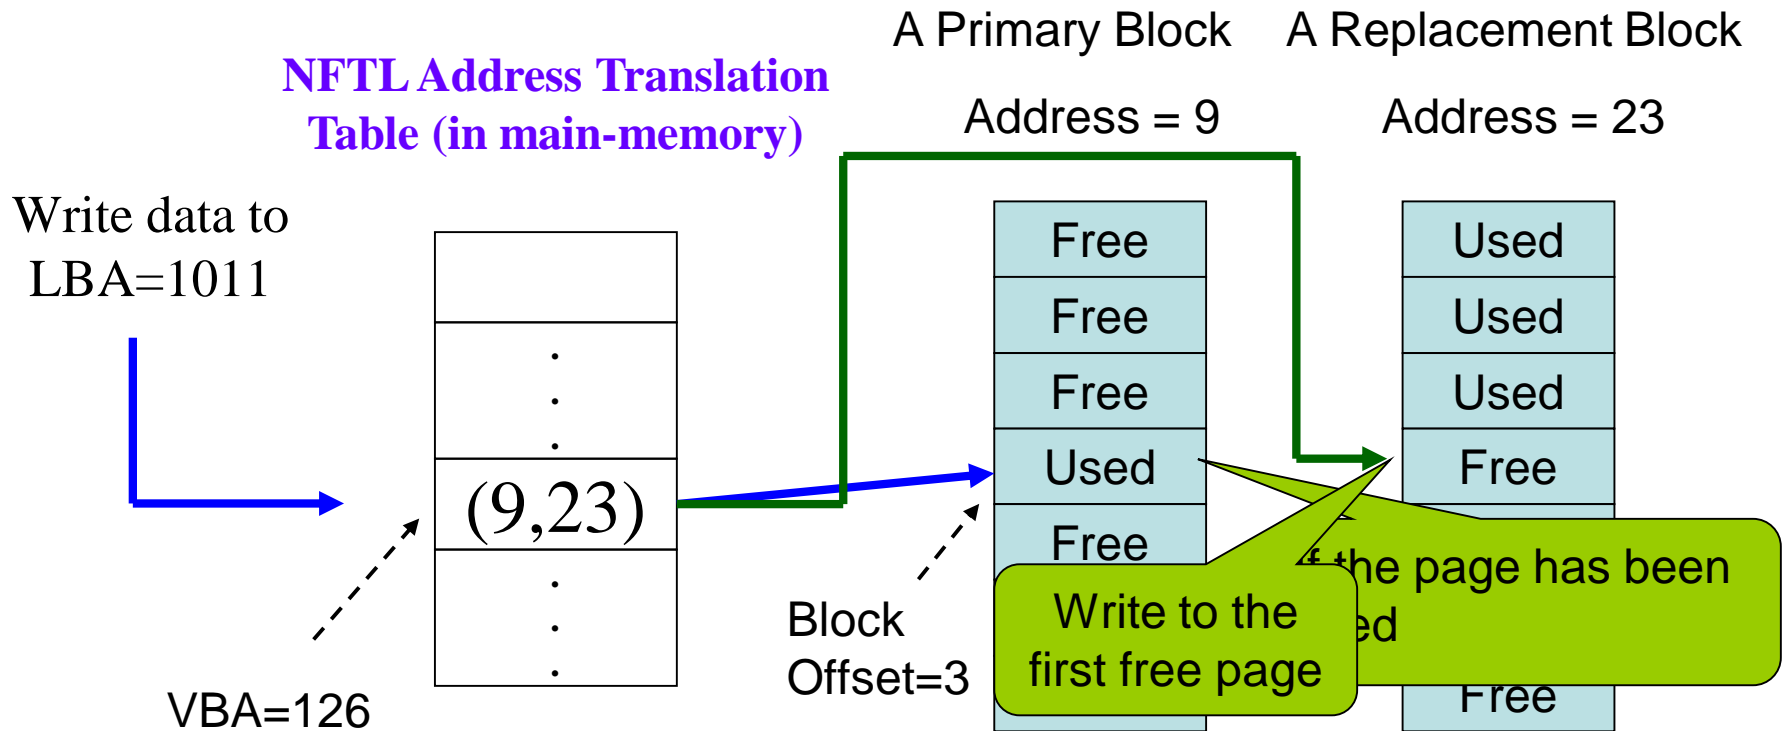 A Primary Block
A Replacement Block
NFTL Address Translation
Table (in main-memory)
Address = 9
Address = 23
Write data to
LBA=1011
(9,23)
VBA=126
Block
Offset=3
Free
Free
Free
Used
Free
Used
Used
Used
Free
Free
the page has been
Write to the
first free page